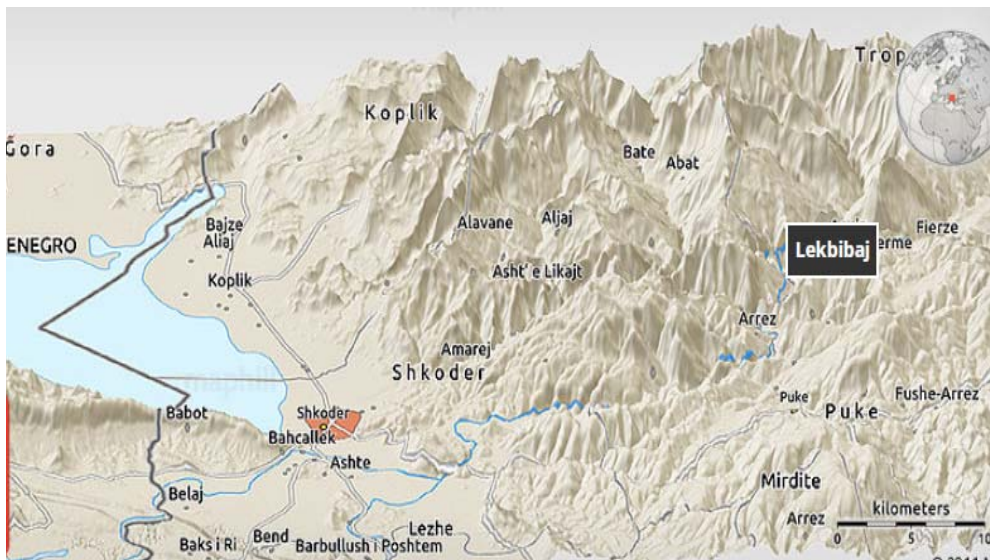 Trop
Koplik
Gora
Bate
Abat
Bajze
Aliaj
Alavane
Aljaj
Fierze
ENEGRO
Lekbibaj
erme
Koplik
Asht' e Likajt
Arrez
Amarej
Shkoder
Puke
Fushe-Arrez
Babot
Shkoder
Puke
Bahcallek
Ashte
Mirdite
Belaj
kilometers
Lezhe
Arrez
Bend
Baks i Ri
Barbullush i Poshtem
0
5
10